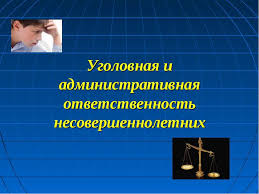 Уголовная и
административная
ответственность
несовершеннолетних